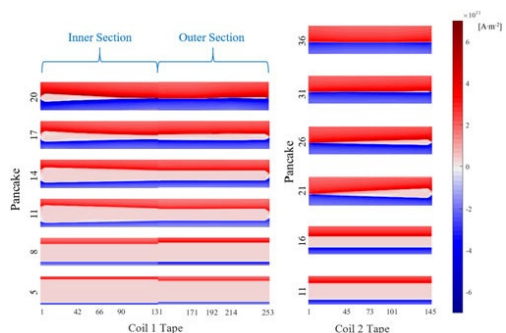 Inner Section Outer Section
Pancake
20
17
14
11
8
5
1 42 66 90 131 171 192 214 253
Coil 1 Tape
36
31
26
21
16
11
1 45 73 101 145
Coil 2 Tape
[A·m⁻²]
6
4
2
0
-2
-4
-6